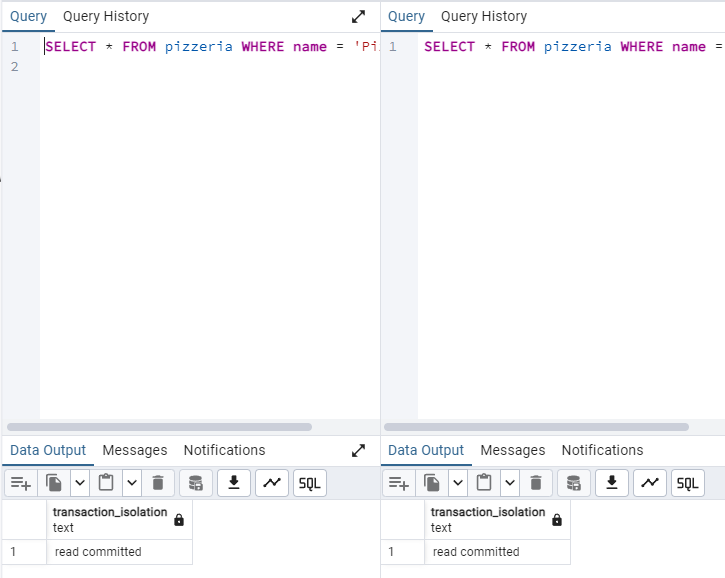 Query Query History
1 SELECT * FROM pizzeria WHERE name = 'Pi
2
Data Output Messages Notifications
SQL
transaction_isolation
text
1 read committed
Query Query History
1 SELECT * FROM pizzeria WHERE name =
Data Output Messages Notifications
SQL
transaction_isolation
text
1 read committed